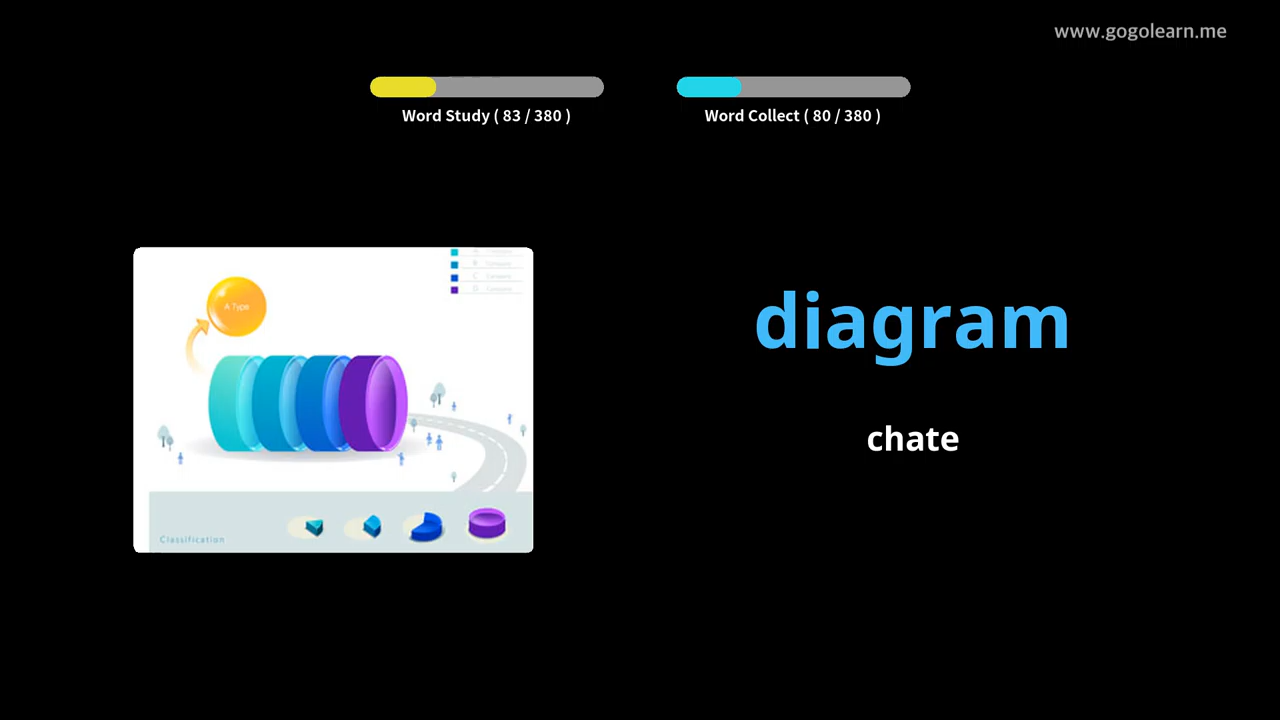 www.gogolearn.me
Word Study ( 83 / 380 )
Word Collect ( 80 / 380 )
A Type
C
diagram
chate
Classification